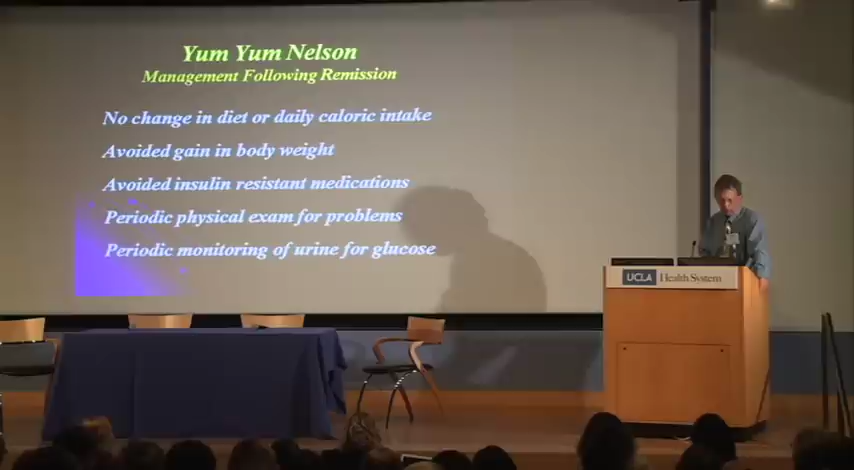 Yum Yum Nelson
Management Following Remission
No change in diet or daily caloric intake
Avoided gain in body weight
Avoided insulin resistant medications
Periodic physical exam for problems
Periodic monitoring of urine for glucose
UCLA Health System